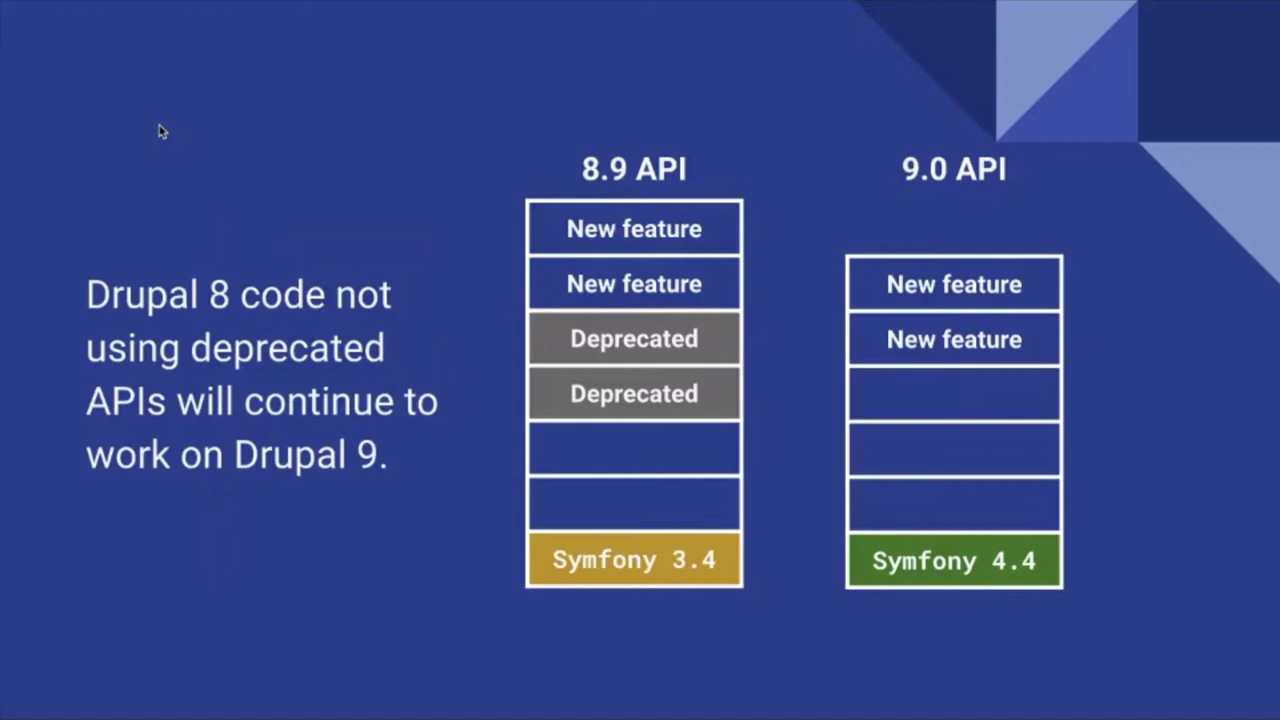 Drupal 8 code not
using deprecated
APIs will continue to
work on Drupal 9.
8.9 API
New feature
New feature
Deprecated
Deprecated
Symfony 3.4
9.0 API
New feature
New feature
Symfony 4.4